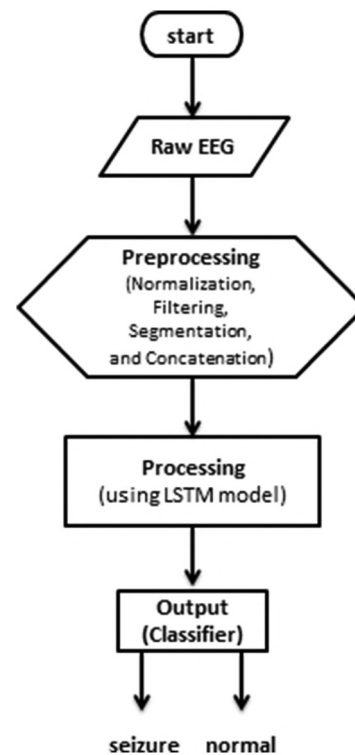 start
Raw EEG
Preprocessing
(Normalization,
Filtering,
Segmentation,
and Concatenation)
Processing
(using LSTM model)
Output
(Classifier)
seizure normal